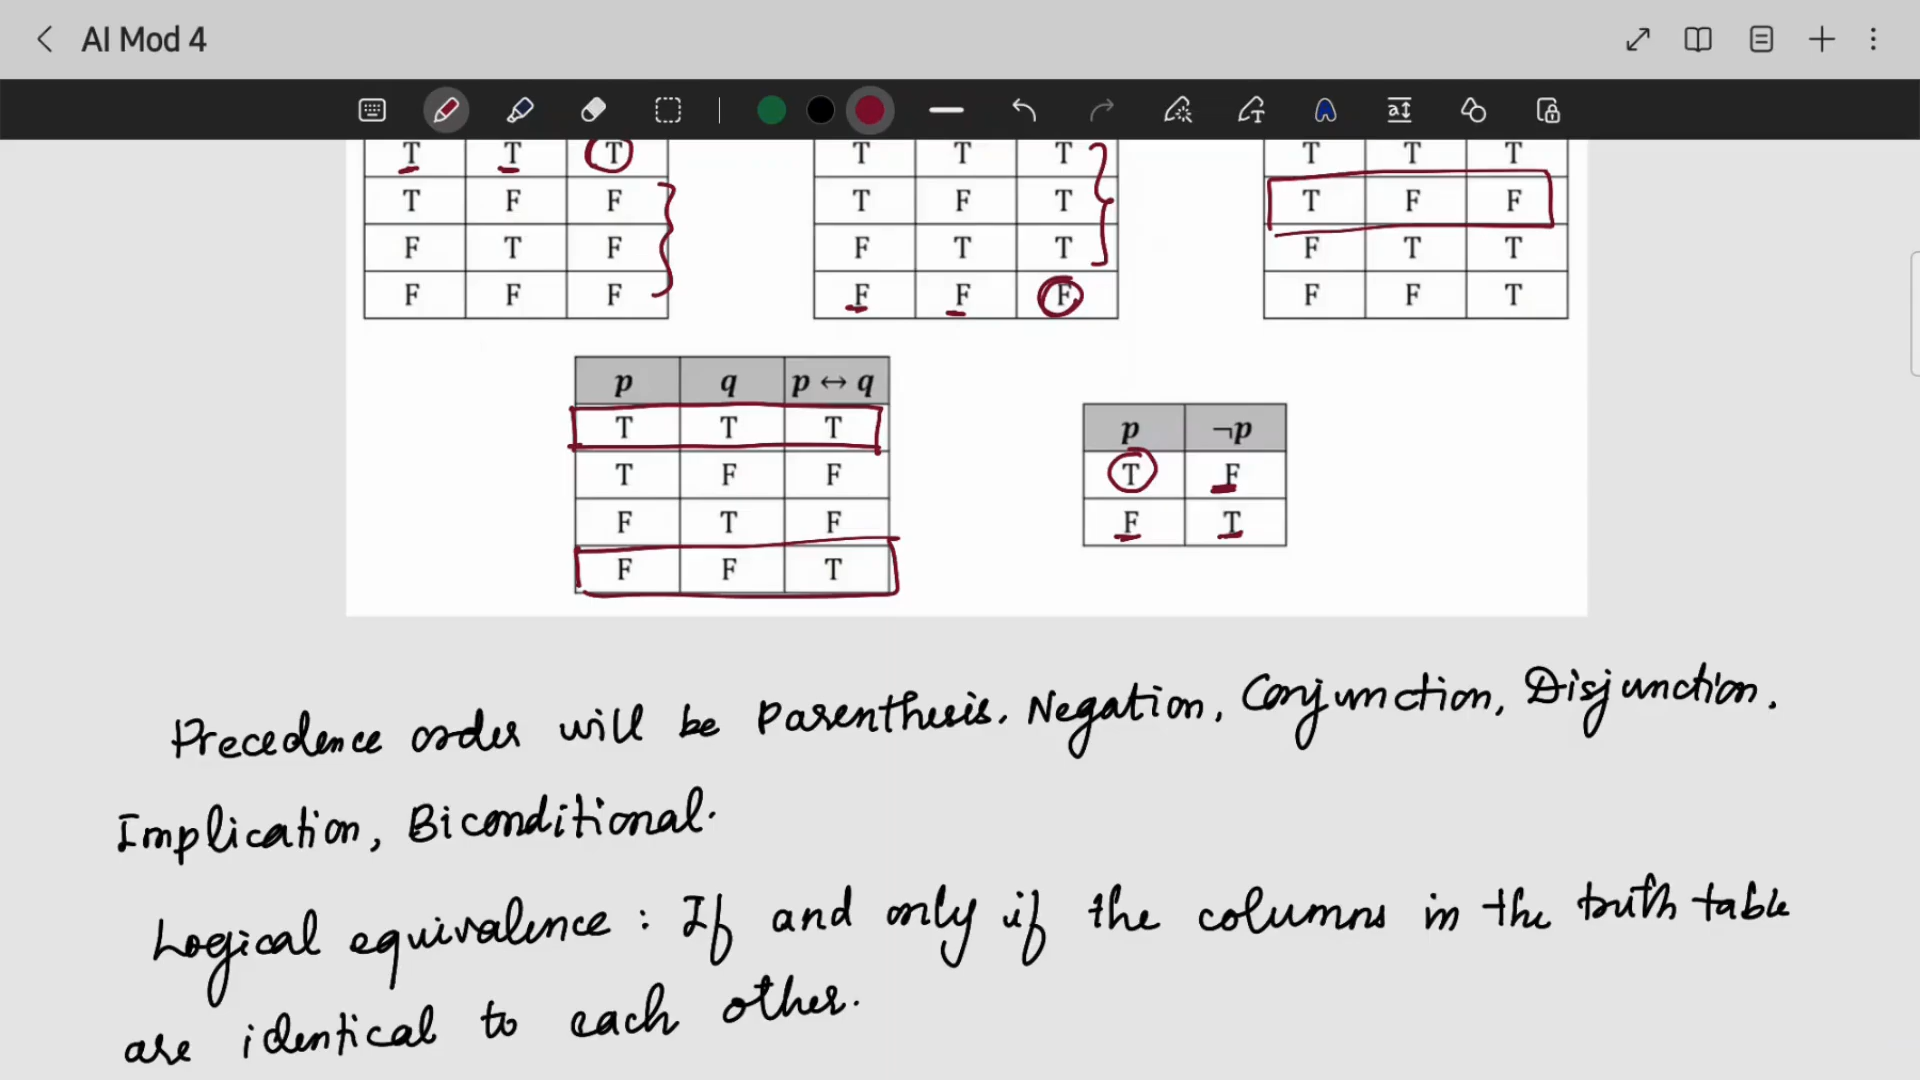 AI Mod 4
T T T T T T T T T
T F F T F T T F F
F T F F T T F T T
F F F F F F F F T
p q p ↔ q
p ¬p
T T T
T F F T F
F T F F T
F F T
Precedence order will be Parenthesis. Negation, Conjunction, Disjunction,
Implication, Biconditional.
Logical equivalence : If and only if the columns in the truth table
are identical to each other.